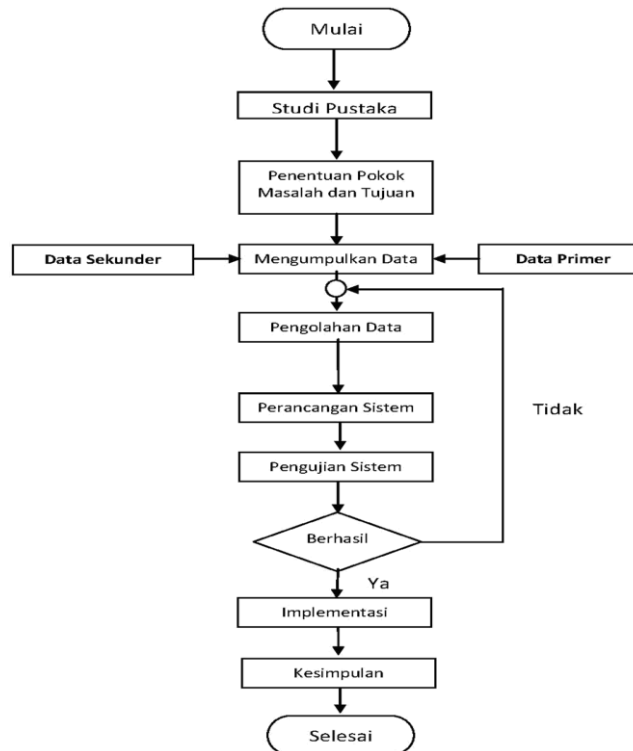 Mulai
Studi Pustaka
Penentuan Pokok
Masalah dan Tujuan
Data Sekunder
Mengumpulkan Data
Data Primer
Pengolahan Data
Perancangan Sistem
Tidak
Pengujian Sistem
Berhasil
Ya
Implementasi
Kesimpulan
Selesai